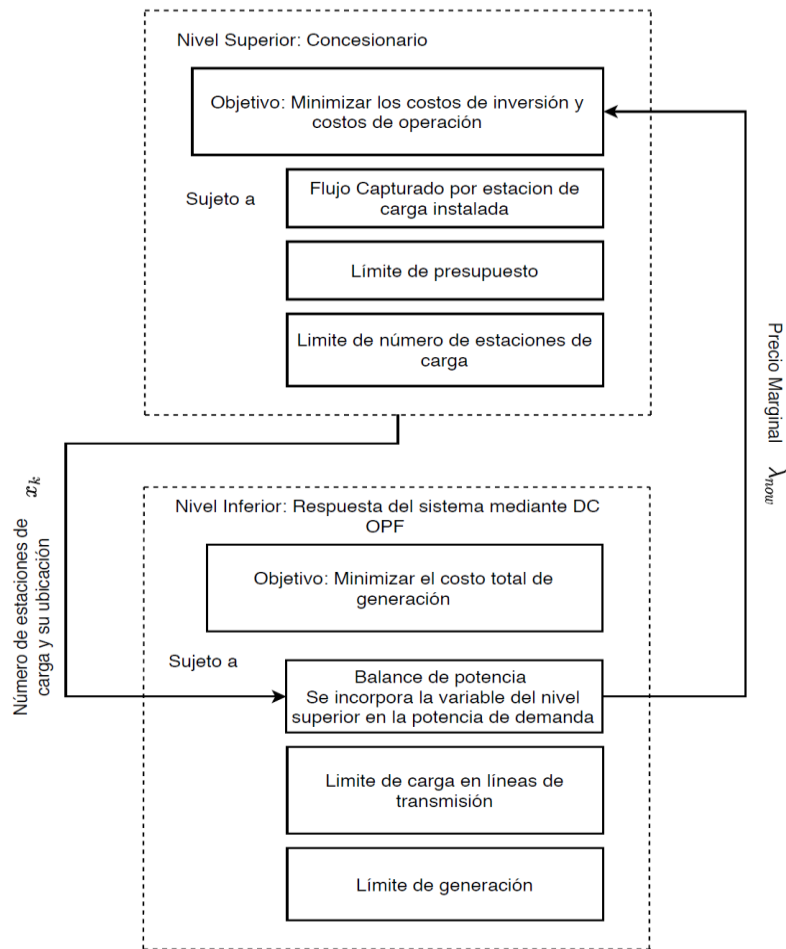 Nivel Superior: Concesionario
Objetivo: Minimizar los costos de inversión y
costos de operación
Sujeto a
Flujo Capturado por estacion de
carga instalada
Límite de presupuesto
Limite de número de estaciones de
carga
Precio Marginal λnow
Número de estaciones de
carga y su ubicación
xk
Nivel Inferior: Respuesta del sistema mediante DC
OPF
Objetivo: Minimizar el costo total de
generación
Sujeto a
Balance de potencia
Se incorpora la variable del nivel
superior en la potencia de demanda
Limite de carga en líneas de
transmisión
Límite de generación